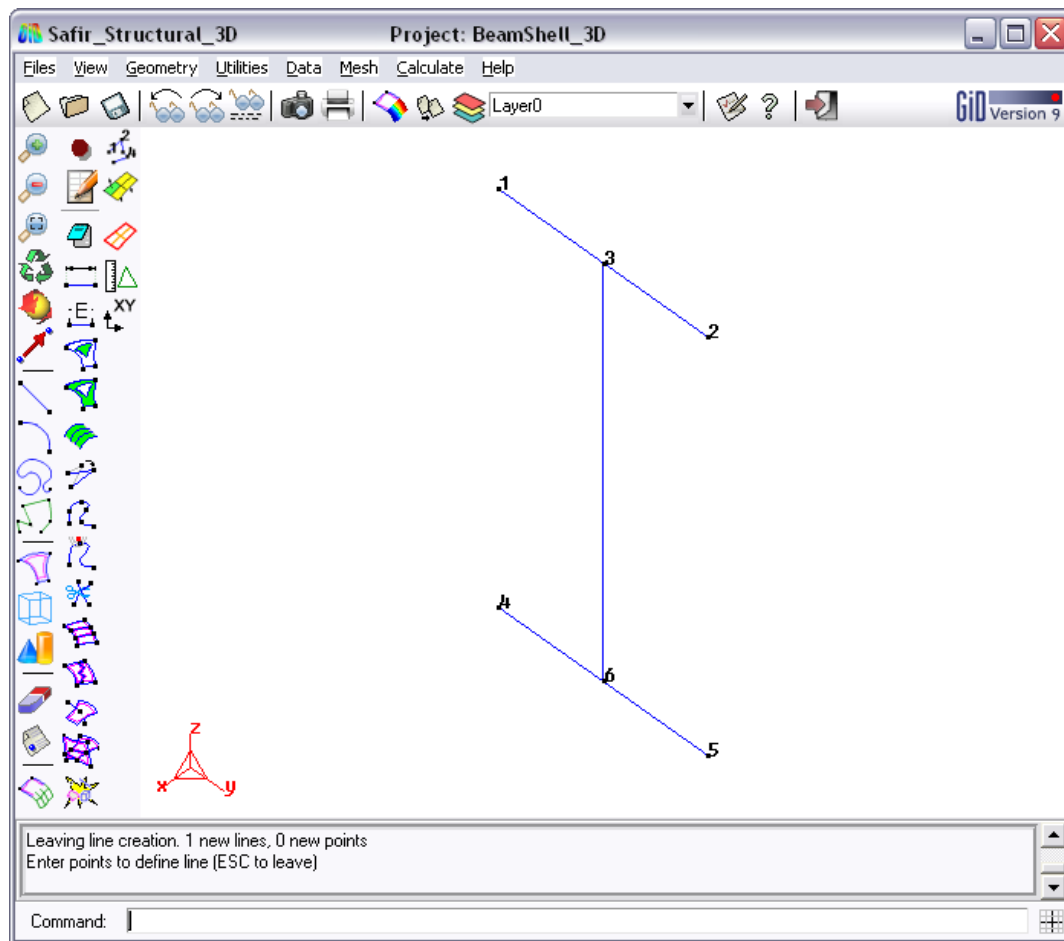 Safir_Structural_3D Project: BeamShell_3D
Files View Geometry Utilities Data Mesh Calculate Help
Layer0
GiD Version 9
2
E
XY
1
3
2
4
6
5
z
x
y
Leaving line creation. 1 new lines, 0 new points
Enter points to define line (ESC to leave)
Command: